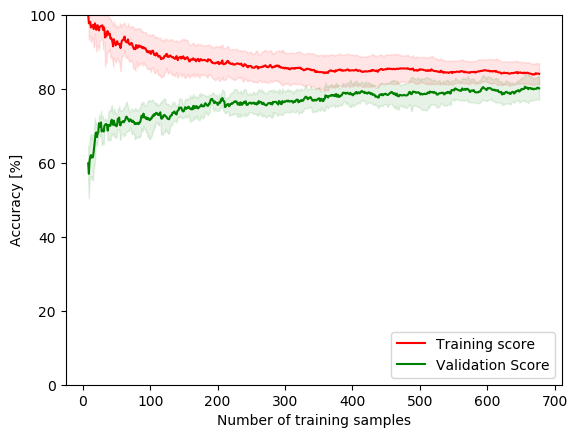 100
80
60
40
20
0
Accuracy [%]
0 100 200 300 400 500 600 700
Number of training samples
Training score
Validation Score